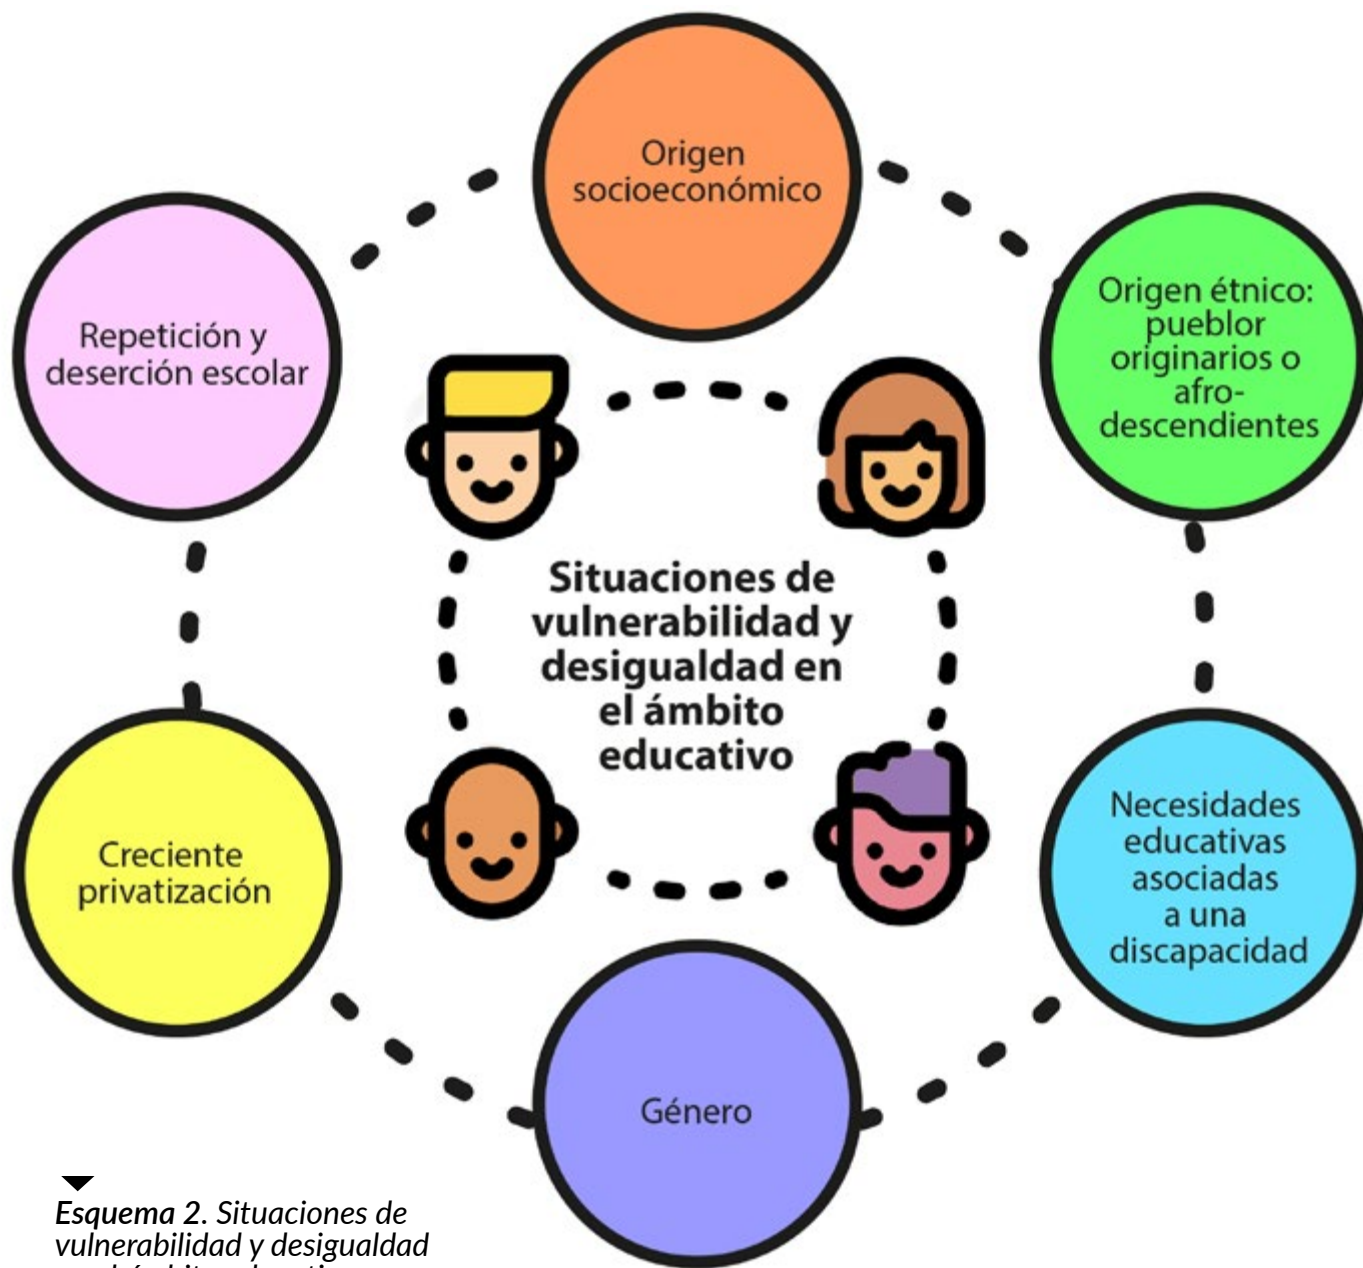 Origen
socioeconómico
Origen étnico:
pueblor
originarios o
afro-
descendientes
Necesidades
educativas
asociadas
a una
discapacidad
Género
Creciente
privatización
Repetición y
deserción escolar
Situaciones de
vulnerabilidad y
desigualdad en
el ámbito
educativo
Esquema 2. Situaciones de
vulnerabilidad y desigualdad